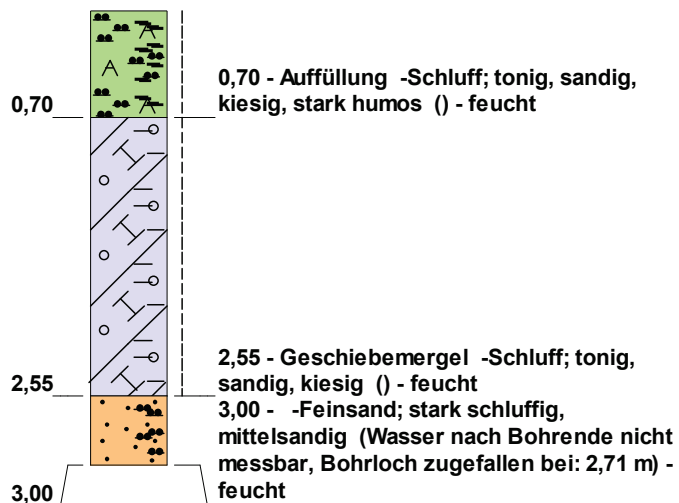 0,70 - Auffüllung -Schluff; tonig, sandig,
kiesig, stark humos () - feucht
0,70
2,55 - Geschiebemergel -Schluff; tonig,
sandig, kiesig () - feucht
2,55
3,00 - -Feinsand; stark schluffig,
mittelsandig (Wasser nach Bohrende nicht
messbar, Bohrloch zugefallen bei: 2,71 m) -
feucht
3,00